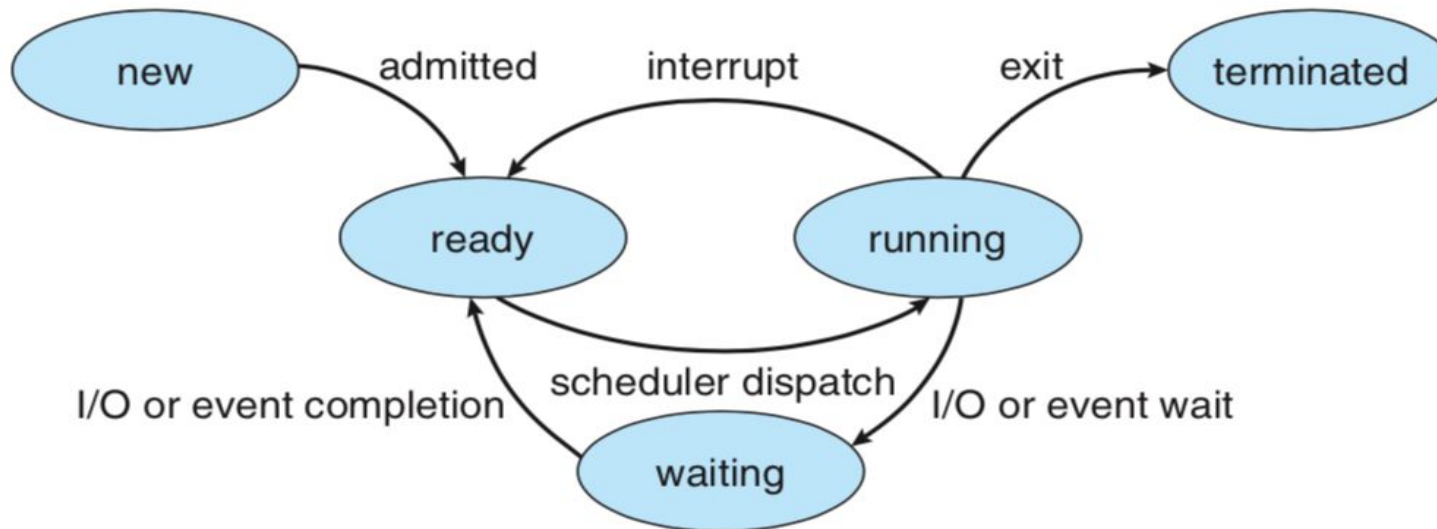 new
admitted
interrupt
exit
terminated
ready
running
scheduler dispatch
I/O or event completion
I/O or event wait
waiting